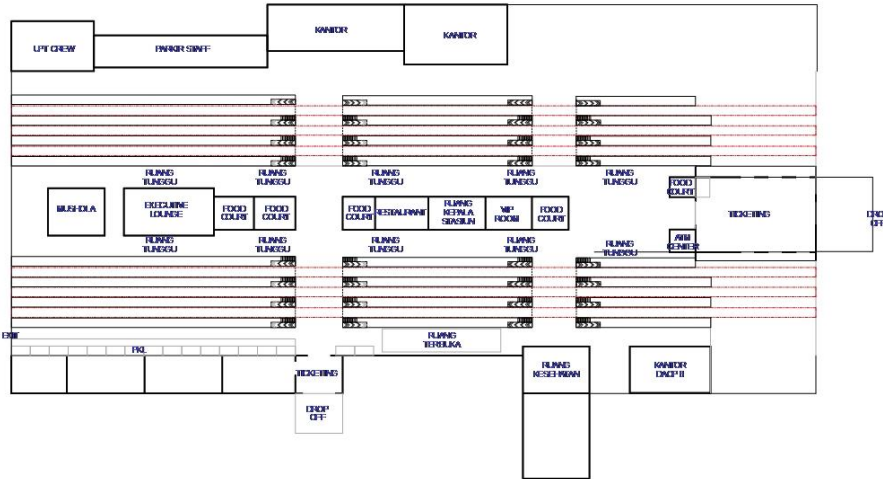 KANTOR
KANTOR
UPT CREW
PARKIR STAFF
RUANG
TUNGGU
RUANG
TUNGGU
RUANG
TUNGGU
RUANG
TUNGGU
RUANG
TUNGGU
FOOD
COURT
MUSHOLA
EXECUTIVE
LOUNGE
FOOD
COURT
FOOD
COURT
FOOD
COURT
RESTAURANT
RUANG
KEPALA
STASIUN
VIP
ROOM
FOOD
COURT
TICKETING
DROP
OFF
RUANG
TUNGGU
RUANG
TUNGGU
RUANG
TUNGGU
RUANG
TUNGGU
RUANG
TUNGGU
ATM
CENTER
EXIT
PKL
RUANG
TERBUKA
TICKETING
RUANG
KESEHATAN
KANTOR
DAOP II
DROP
OFF